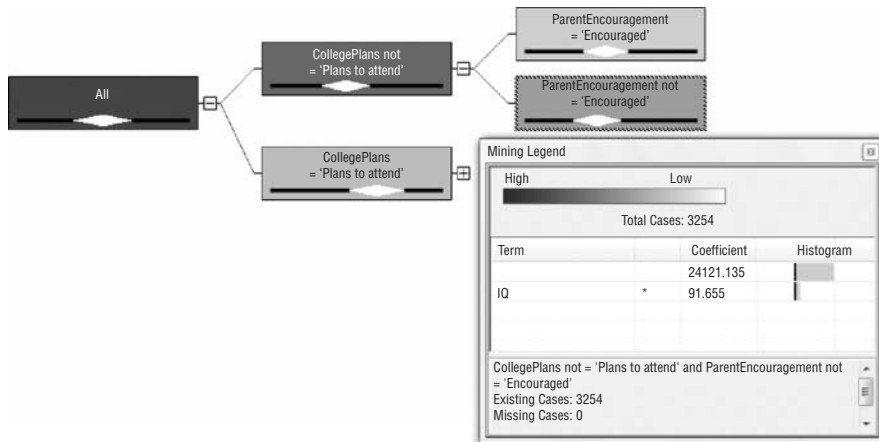 All
CollegePlans not
= ‘Plans to attend’
CollegePlans
= ‘Plans to attend’
ParentEncouragement
= ‘Encouraged’
ParentEncouragement not
= ‘Encouraged’
Mining Legend
High Low
Total Cases: 3254
Term Coefficient Histogram
24121.135
IQ * 91.655
CollegePlans not = 'Plans to attend' and ParentEncouragement not
= 'Encouraged'
Existing Cases: 3254
Missing Cases: 0